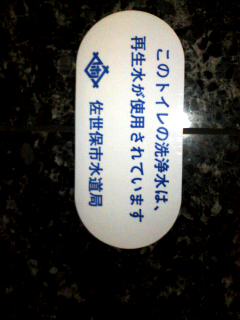 このトイレの洗浄水は、
再生水が使用されています
佐世保市水道局